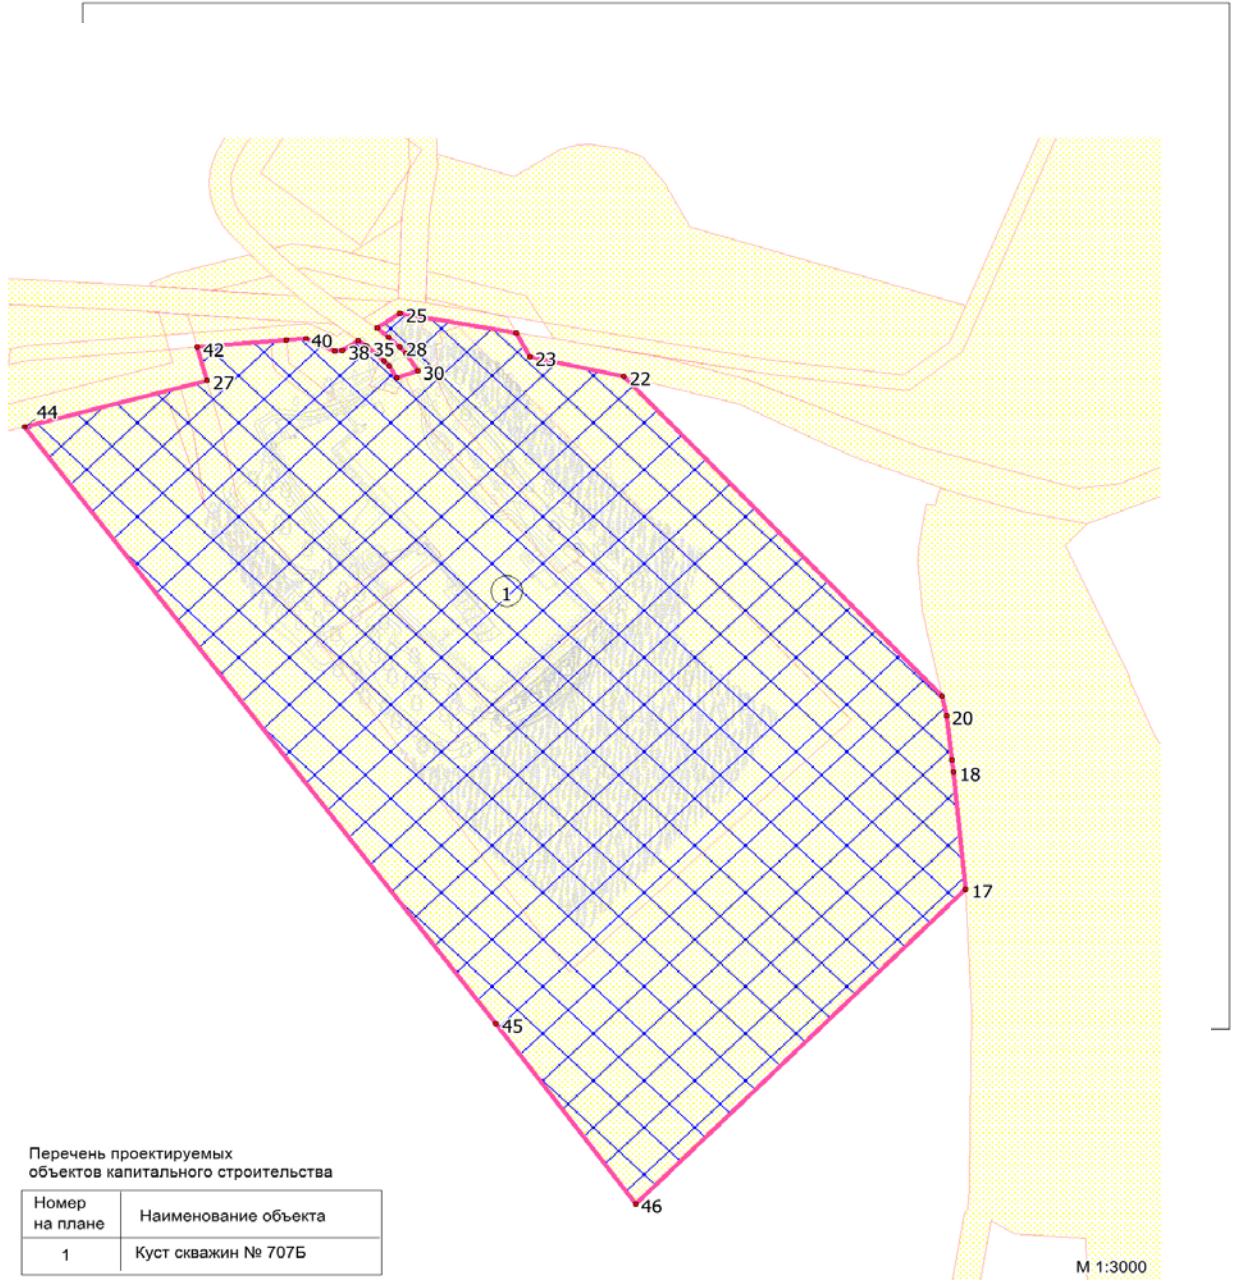 25
40
42
38
35
28
23
30
22
27
44
1
20
18
17
45
46
Перечень проектируемых
объектов капитального строительства
Номер
на плане
Наименование объекта
1
Куст скважин № 707Б
М 1:3000